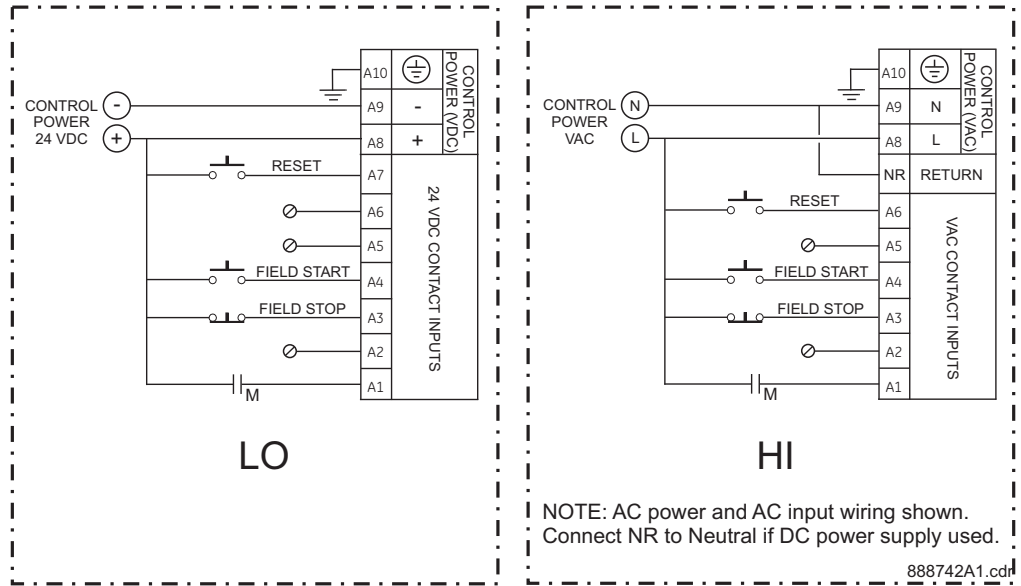 CONTROL
POWER
24 VDC
-
+
A10
A9
-
A8
+
CONTROL
POWER (VDC)
A7
RESET
A6
A5
A4
FIELD START
A3
FIELD STOP
A2
A1
M
24 VDC CONTACT INPUTS
LO
CONTROL
POWER
VAC
N
L
A10
A9
N
A8
L
CONTROL
POWER (VAC)
NR
RETURN
RESET
A6
A5
FIELD START
A4
FIELD STOP
A3
A2
A1
M
VAC CONTACT INPUTS
HI
NOTE: AC power and AC input wiring shown.
Connect NR to Neutral if DC power supply used.
888742A1.cdr